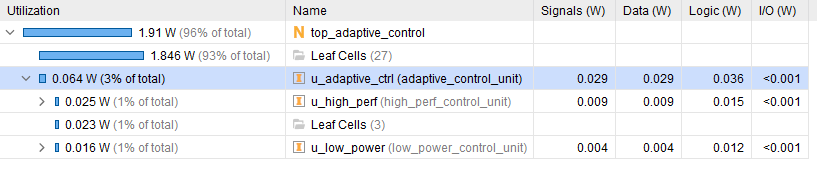 Utilization Name Signals (W) Data (W) Logic (W) I/O (W)
1.91 W (96% of total) N top_adaptive_control
1.846 W (93% of total) Leaf Cells (27)
0.064 W (3% of total) I u_adaptive_ctrl (adaptive_control_unit) 0.029 0.029 0.036 <0.001
0.025 W (1% of total) I u_high_perf (high_perf_control_unit) 0.009 0.009 0.015 <0.001
0.023 W (1% of total) Leaf Cells (3)
0.016 W (1% of total) I u_low_power (low_power_control_unit) 0.004 0.004 0.012 <0.001